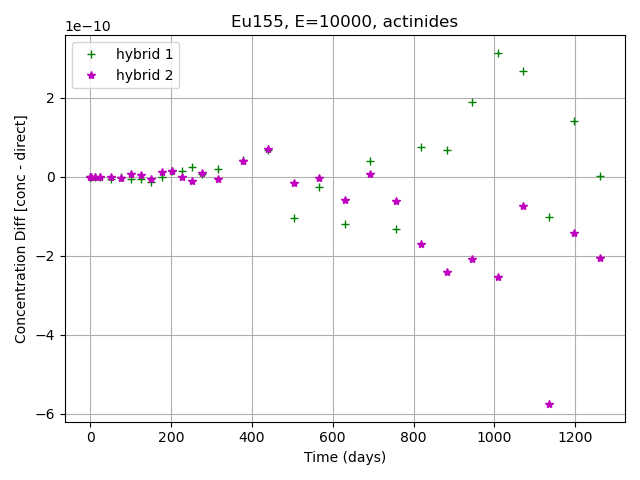 Eu155, E=10000, actinides
1e−10
hybrid 1
hybrid 2
2
0
−2
−4
−6
Concentration Diff [conc - direct]
0 200 400 600 800 1000 1200
Time (days)